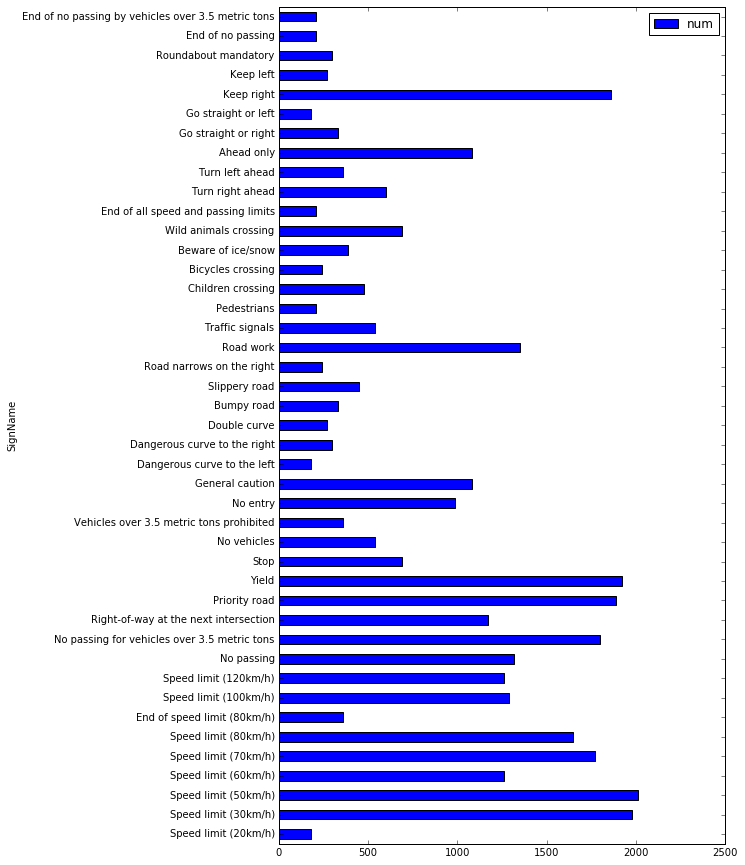 num
End of no passing by vehicles over 3.5 metric tons
End of no passing
Roundabout mandatory
Keep left
Keep right
Go straight or left
Go straight or right
Ahead only
Turn left ahead
Turn right ahead
End of all speed and passing limits
Wild animals crossing
Beware of ice/snow
Bicycles crossing
Children crossing
Pedestrians
Traffic signals
Road work
Road narrows on the right
Slippery road
Bumpy road
Double curve
Dangerous curve to the right
Dangerous curve to the left
General caution
No entry
Vehicles over 3.5 metric tons prohibited
No vehicles
Stop
Yield
Priority road
Right-of-way at the next intersection
No passing for vehicles over 3.5 metric tons
No passing
Speed limit (120km/h)
Speed limit (100km/h)
End of speed limit (80km/h)
Speed limit (80km/h)
Speed limit (70km/h)
Speed limit (60km/h)
Speed limit (50km/h)
Speed limit (30km/h)
Speed limit (20km/h)
SignName
0 500 1000 1500 2000 2500